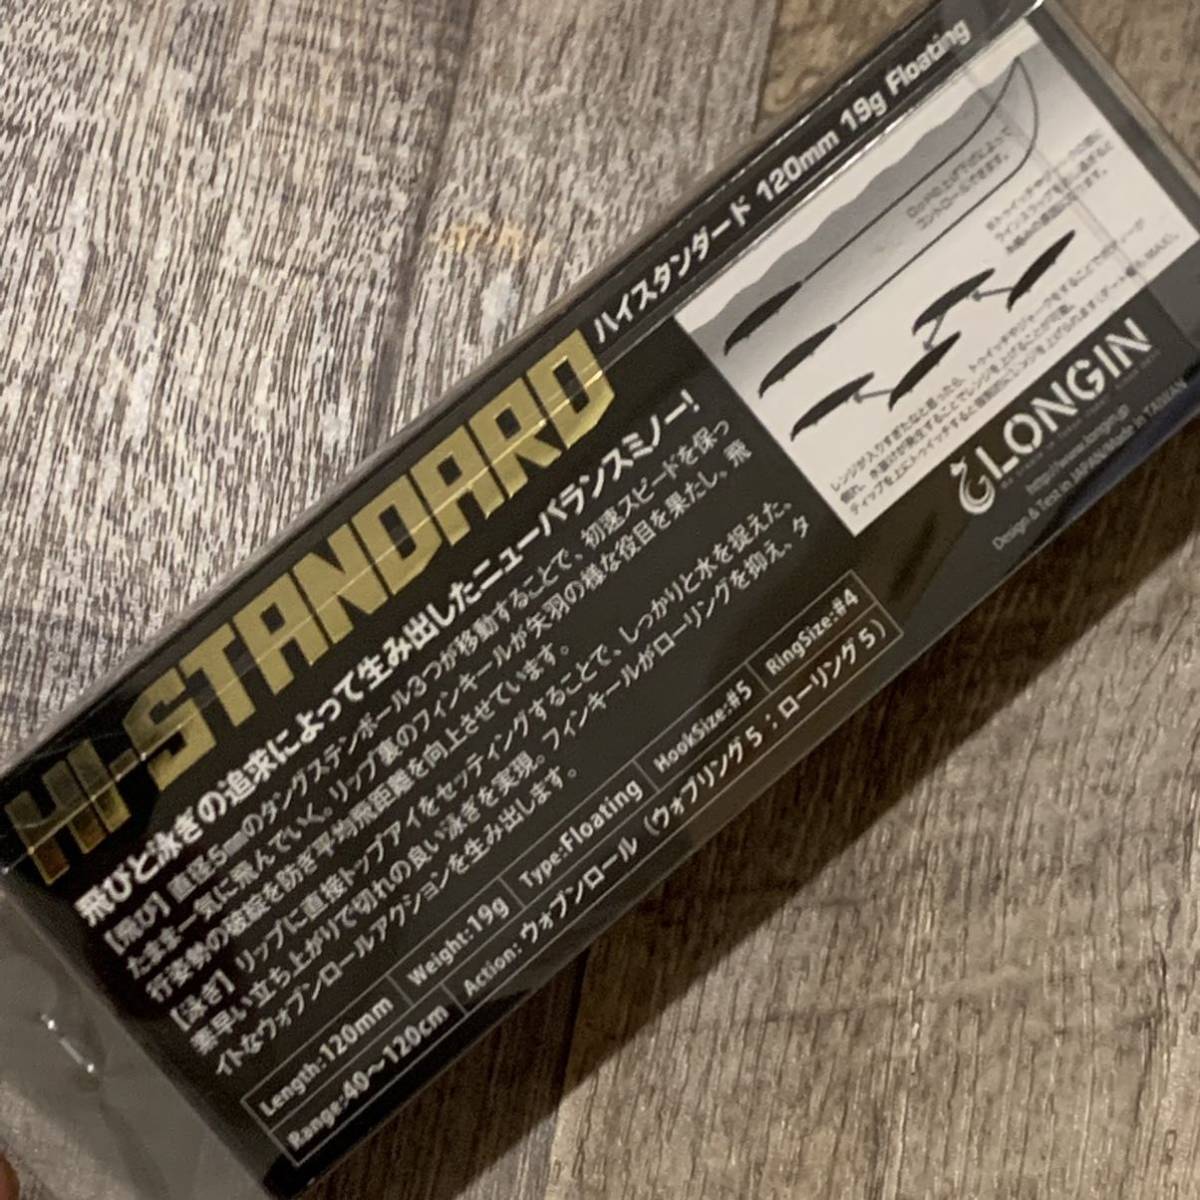 HI-STANDARD
ハイスタンダード 120mm 19g Floating
飛びと泳ぎの追求によって生み出したニューバランスミノー!
【飛び】直径5㎜のタングステンボール3つが移動することで、初速スピードを保っ
たまま一気に飛んでいく。リップ裏のフィンキールが矢羽の様な役目を果たし、飛
行姿勢の破綻を防ぎ平均飛距離を向上させています。
【泳ぎ】リップに直接トップアイをセッティングすることで、しっかりと水を捉えた、
素早い立ち上がりで切れの良い泳ぎを実現。フィンキールがローリングを抑え、タ
イトなウォブンロールアクションを生み出します。
Length:120mm Weight:19g Type:Floating HookSize:#5 RingSize:#4
Range:40〜120cm Action:ウォブンロール（ウォブリング5；ローリング5）
コントロールできます。
LONGIN
Design & Test in JAPAN/Made in TAIWAN